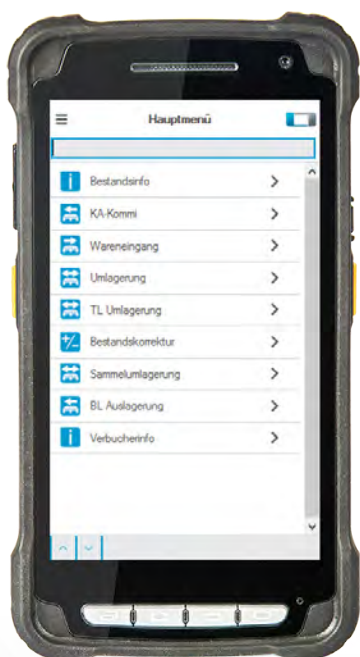 Hauptmenü
Bestandsinfo
KA-Kommi
Wareneingang
Umlagerung
TL Umlagerung
Bestandskorrektur
Sammelumlagerung
BL Auslagerung
Verbucherinfo